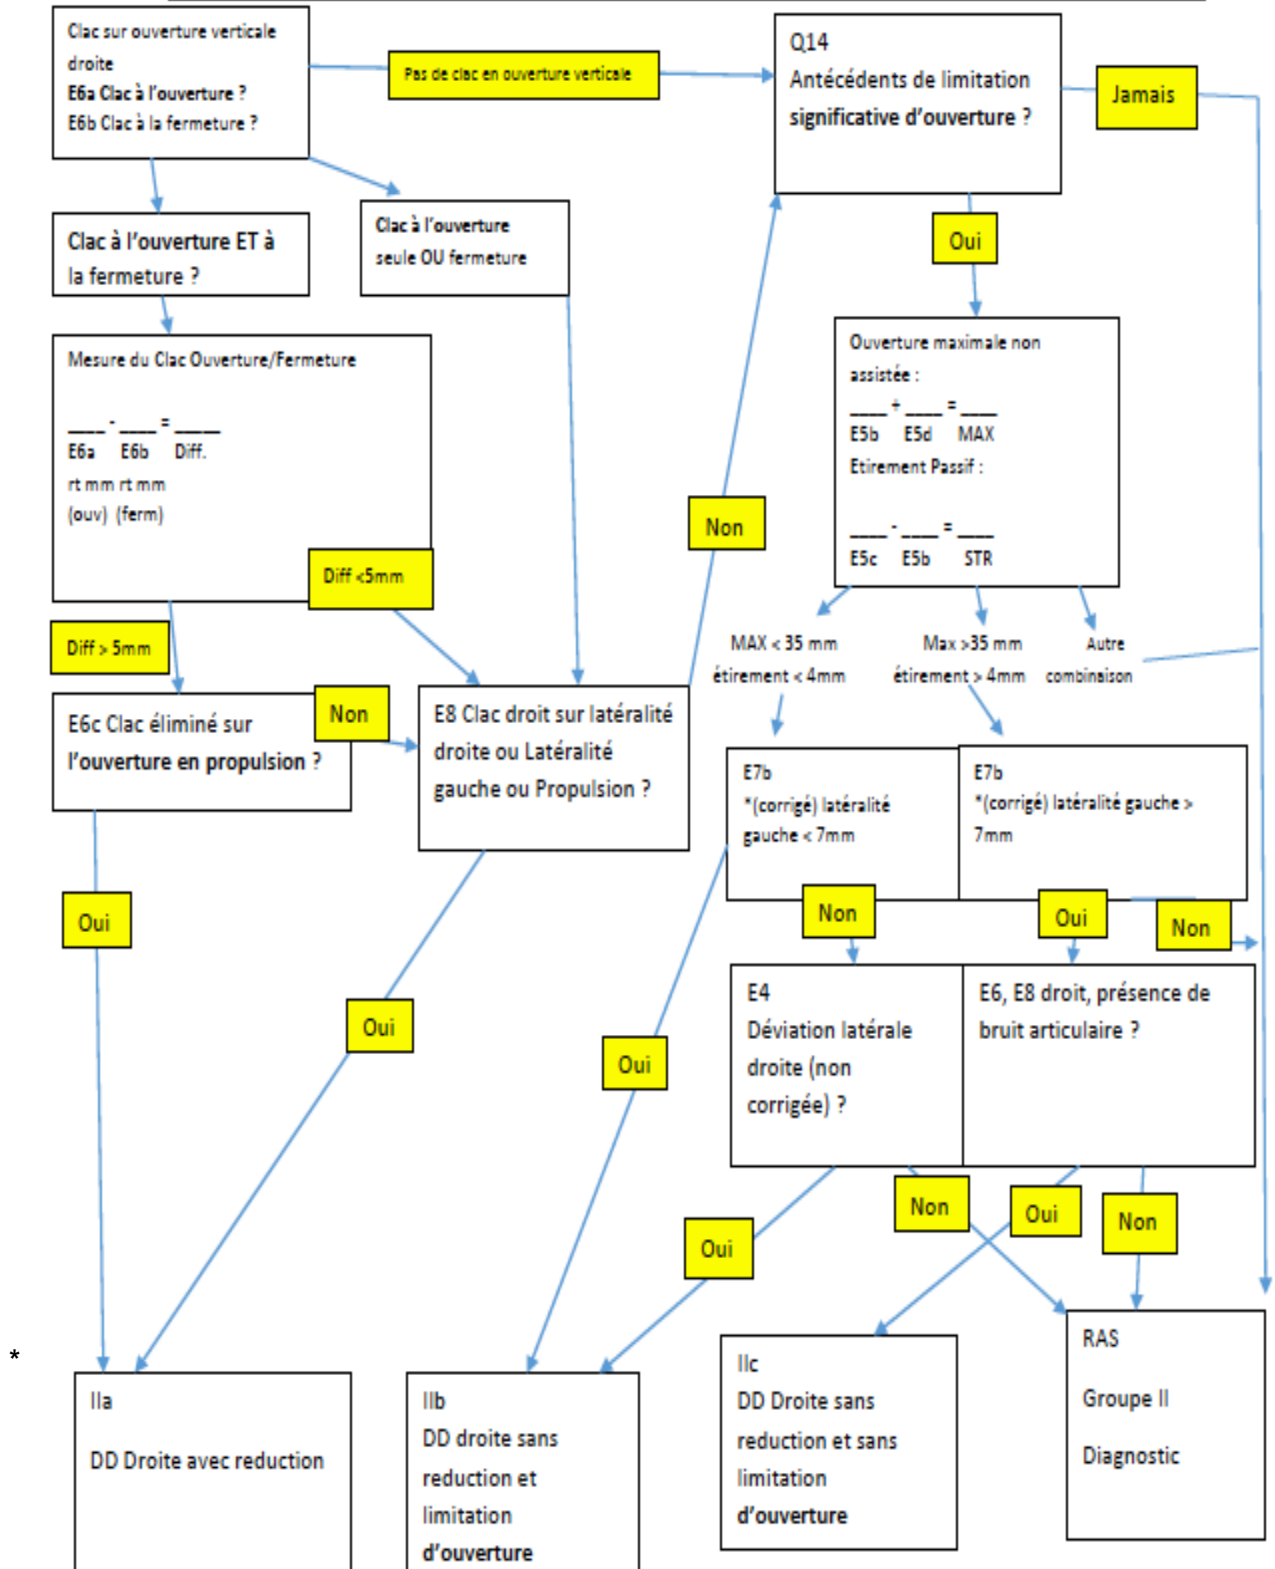 Clac sur ouverture verticale
droite
E6a Clac à l'ouverture ?
E6b Clac à la fermeture ?
Pas de clac en ouverture verticale
Q14
Antécédents de limitation
significative d'ouverture ?
Jamais
Clac à l'ouverture ET à
la fermeture ?
Clac à l'ouverture
seule OU fermeture
Oui
Mesure du Clac Ouverture/Fermeture
____ - ____ = _____
E6a E6b Diff.
rt mm rt mm
(ouv) (ferm)
Ouverture maximale non
assistée :
____ + ____ = ____
E5b E5d MAX
Etirement Passif :
____ - ____ = ____
E5c E5b STR
Non
Diff <5mm
Diff > 5mm
MAX < 35 mm
étirement < 4mm
Max >35 mm
étirement > 4mm
Autre
combinaison
E6c Clac éliminé sur
l'ouverture en propulsion ?
Non
E8 Clac droit sur latéralité
droite ou Latéralité
gauche ou Propulsion ?
E7b
*(corrigé) latéralité
gauche < 7mm
E7b
*(corrigé) latéralité gauche >
7mm
Oui
Non
Oui
Non
Oui
Oui
E4
Déviation latérale
droite (non
corrigée) ?
E6, E8 droit, présence de
bruit articulaire ?
Non
Oui
Non
Oui
*
IIa
DD Droite avec reduction
IIb
DD droite sans
reduction et
limitation
d'ouverture
IIc
DD Droite sans
reduction et sans
limitation
d'ouverture
RAS
Groupe II
Diagnostic